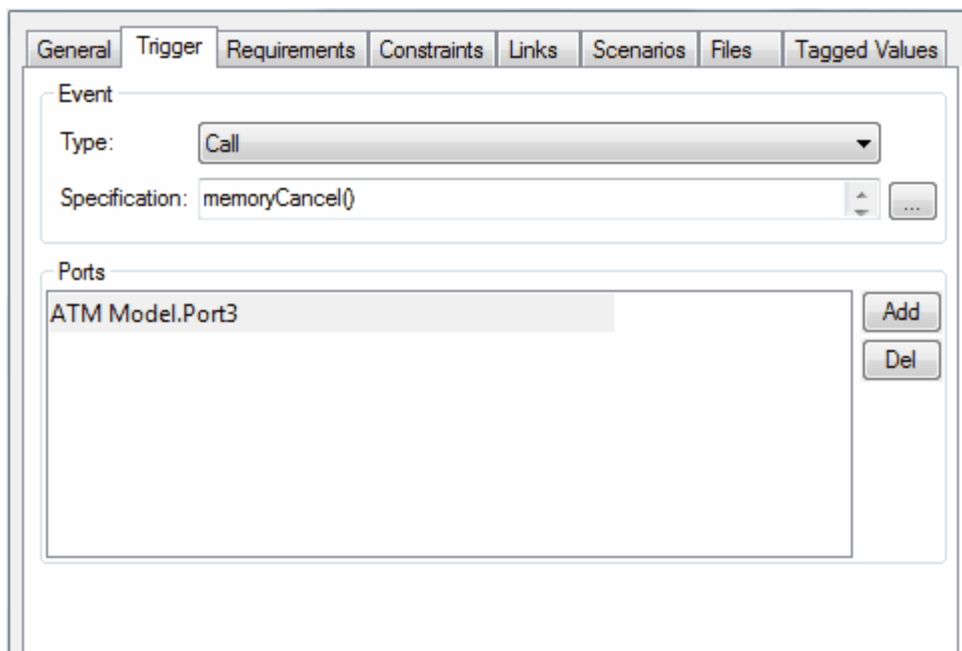 General Trigger Requirements Constraints Links Scenarios Files Tagged Values
Event
Type: Call
Specification: memoryCancel() ...
Ports
ATM Model.Port3 Add
Del